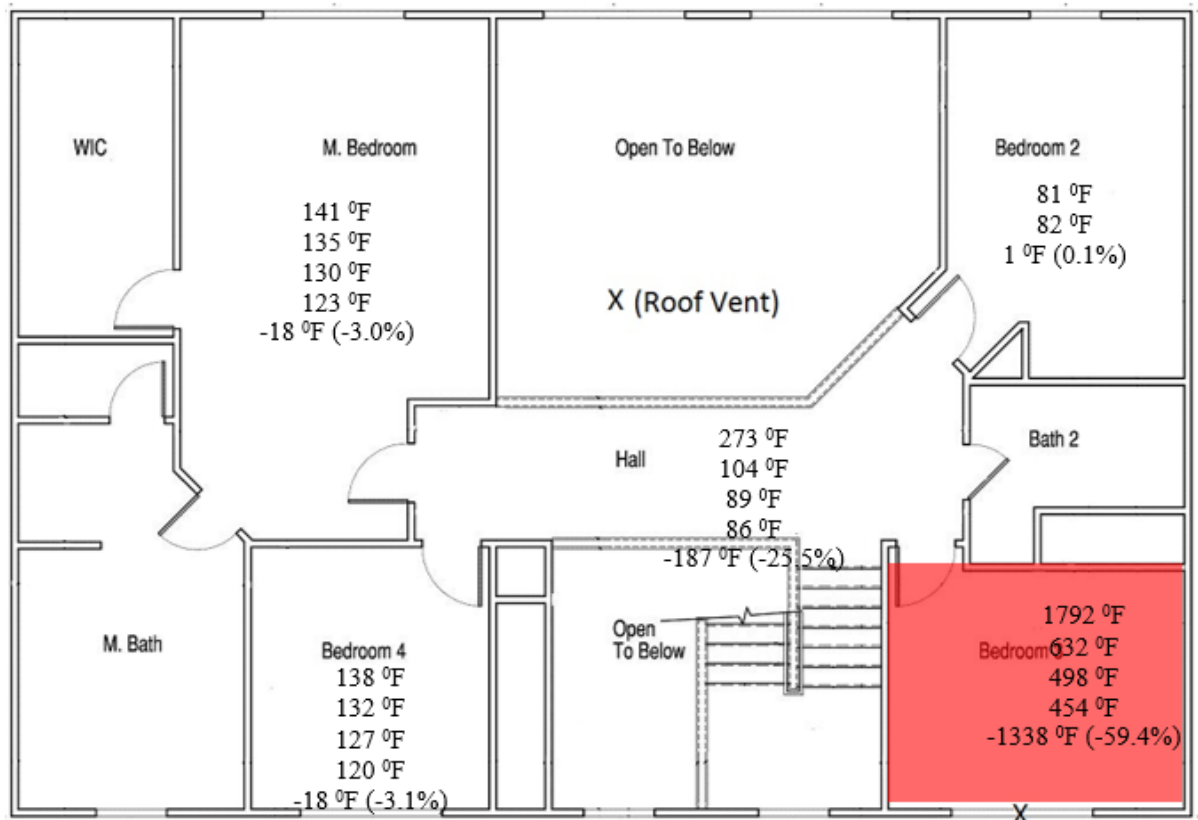 WIC
M. Bedroom
141 ⁰F
135 ⁰F
130 ⁰F
123 ⁰F
-18 ⁰F (-3.0%)
Open To Below
X (Roof Vent)
Bedroom 2
81 ⁰F
82 ⁰F
1 ⁰F (0.1%)
Hall
273 ⁰F
104 ⁰F
89 ⁰F
86 ⁰F
-187 ⁰F (-25.5%)
Bath 2
M. Bath
Bedroom 4
138 ⁰F
132 ⁰F
127 ⁰F
120 ⁰F
-18 ⁰F (-3.1%)
Open
To Below
Bedroom
1792 ⁰F
632 ⁰F
498 ⁰F
454 ⁰F
-1338 ⁰F (-59.4%)
X